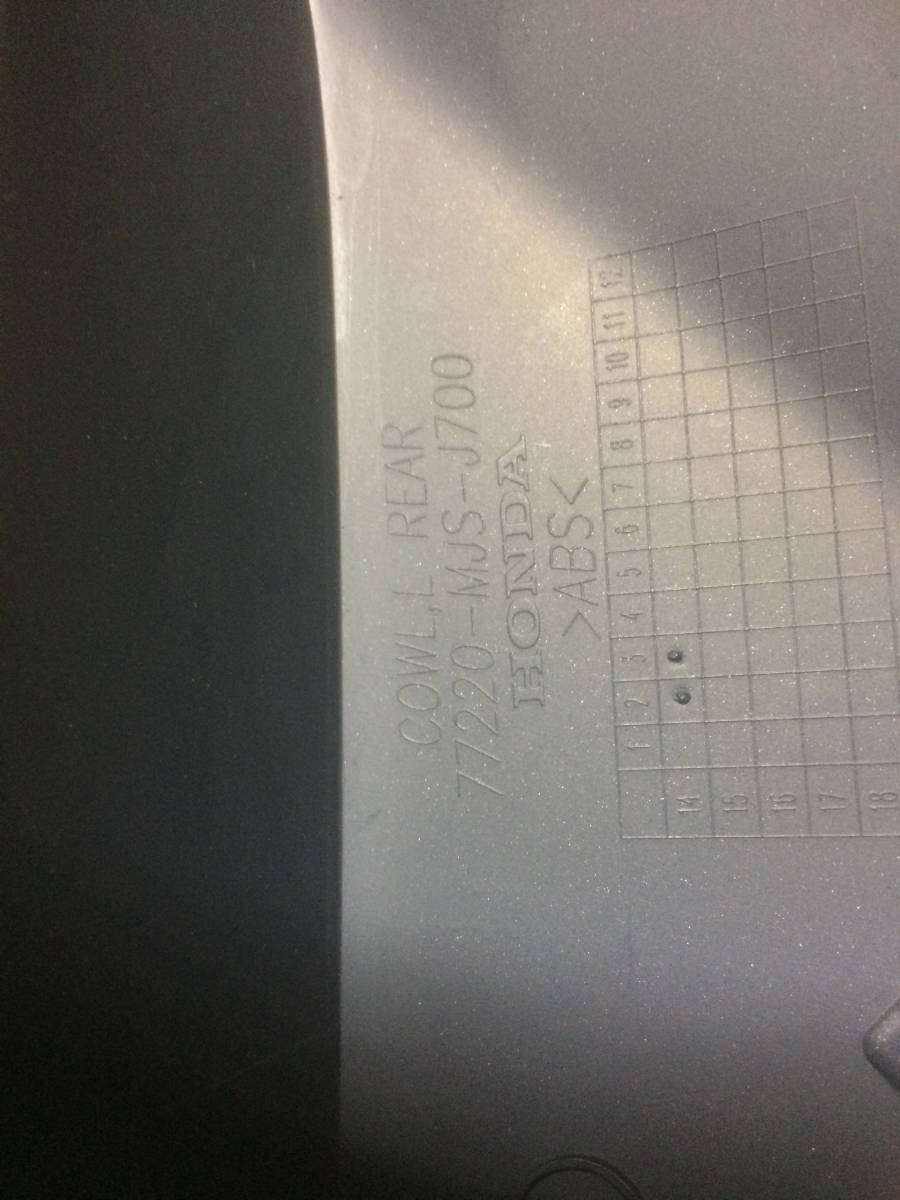 COWL,L REAR
77220-MJS-J700
HONDA
>ABS<
1 2 3 4 5 6 7 8 9 10 11 12
14
15
16
17
18